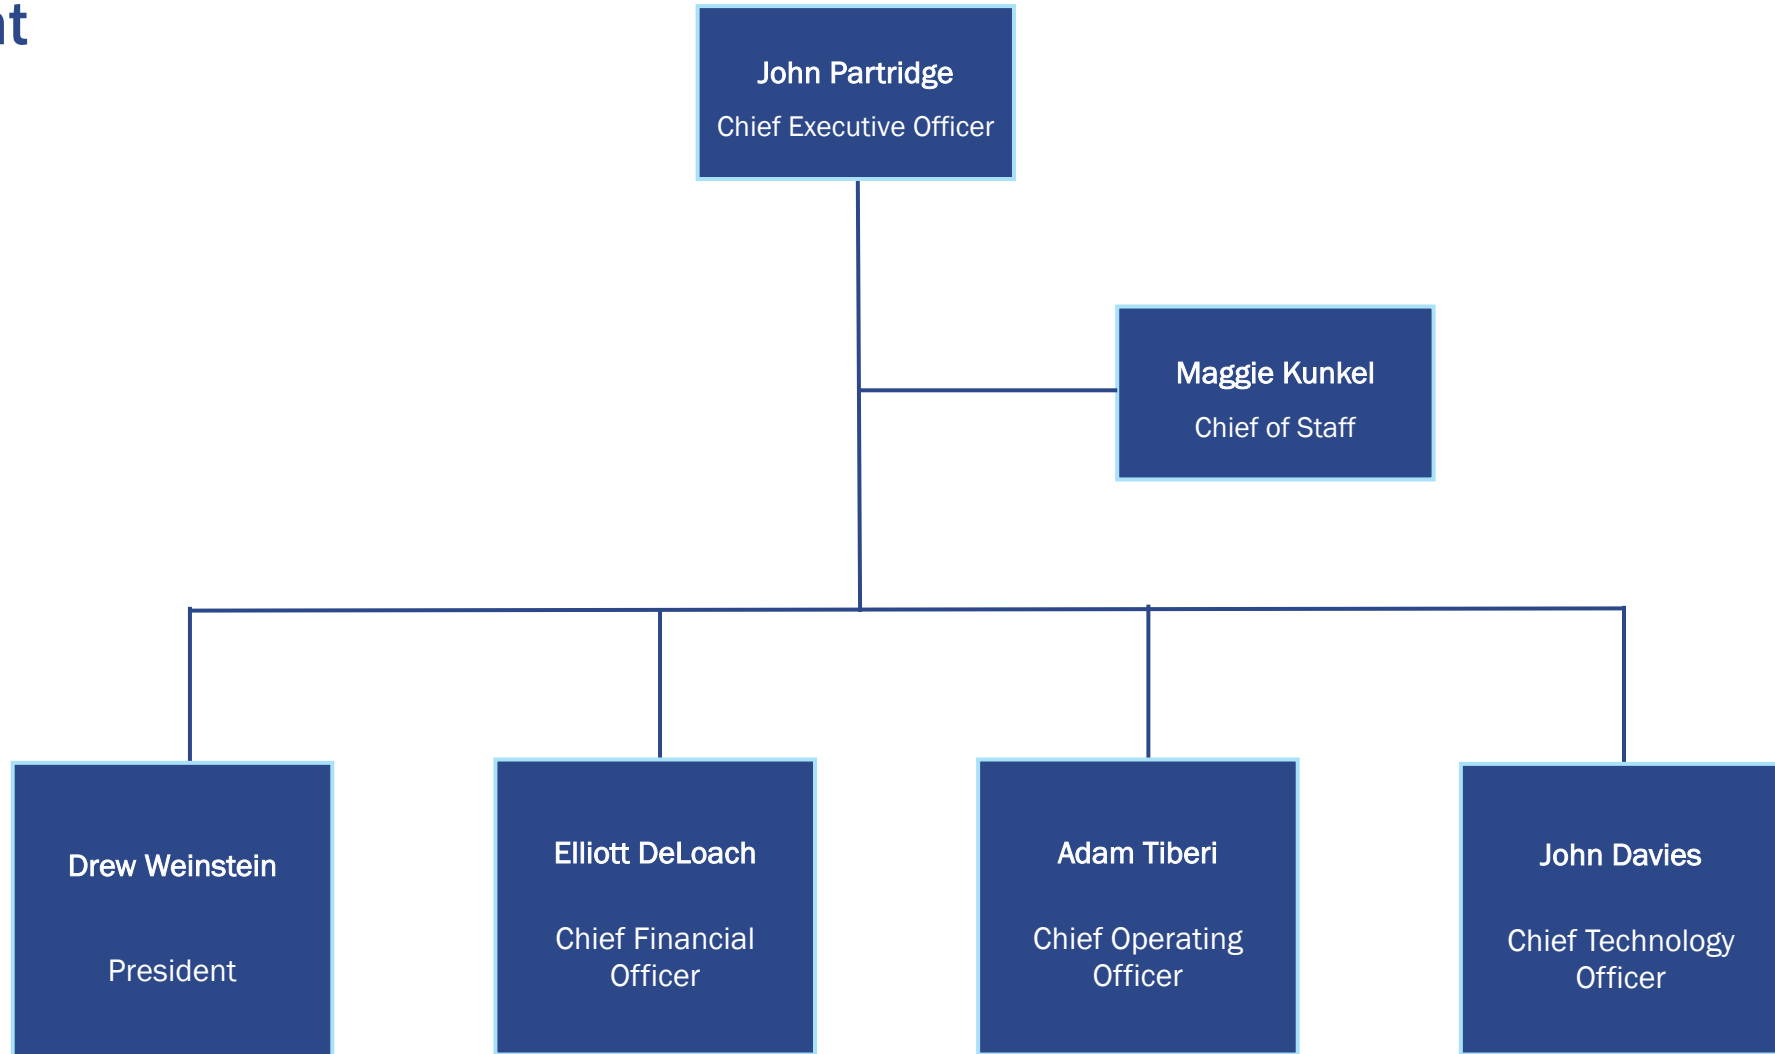 John Partridge
Chief Executive Officer
Maggie Kunkel
Chief of Staff
Drew Weinstein
President
Elliott DeLoach
Chief Financial
Officer
Adam Tiberi
Chief Operating
Officer
John Davies
Chief Technology
Officer